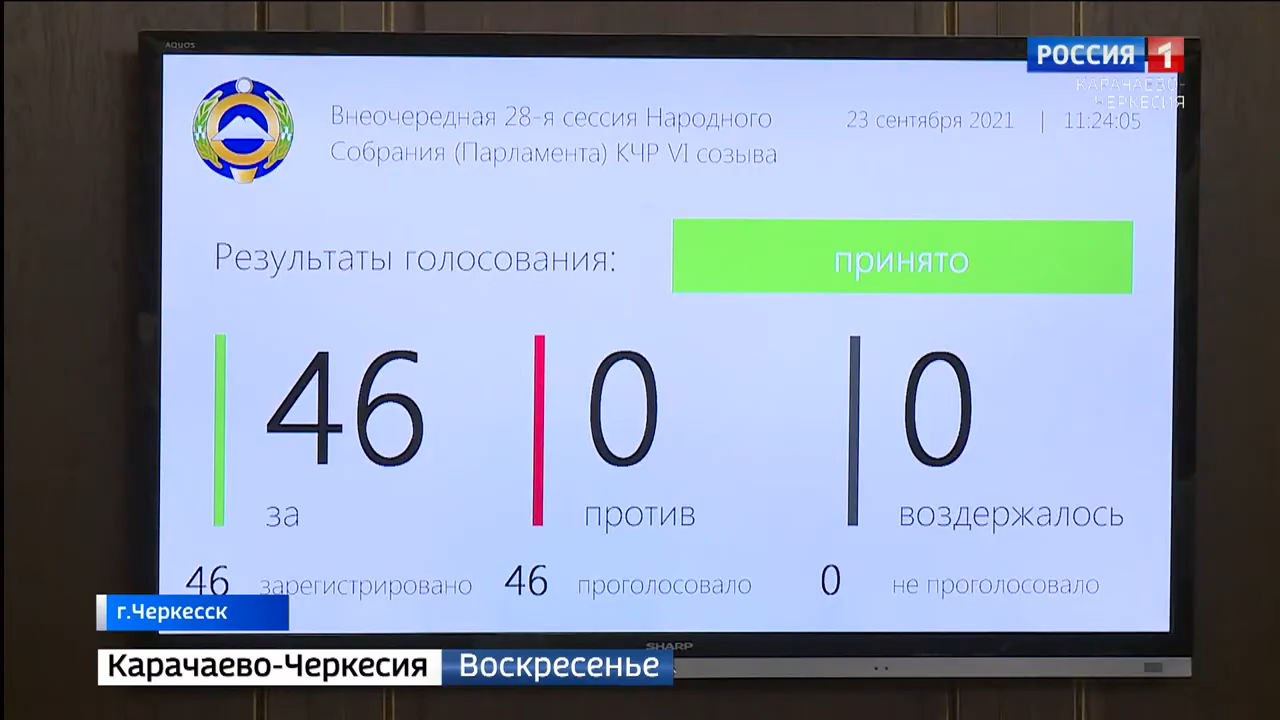 AQUOS
РОССИЯ 1
КАРАЧАЕВО-
ЧЕРКЕСИЯ
Внеочередная 28-я сессия Народного
Собрания (Парламента) КЧР VI созыва
23 сентября 2021 | 11:24:05
Результаты голосования:
принято
46
за
0
против
0
воздержалось
46 зарегистрировано
46 проголосовало
0 не проголосовало
г.Черкесск
SHARP
Карачаево-Черкесия Воскресенье